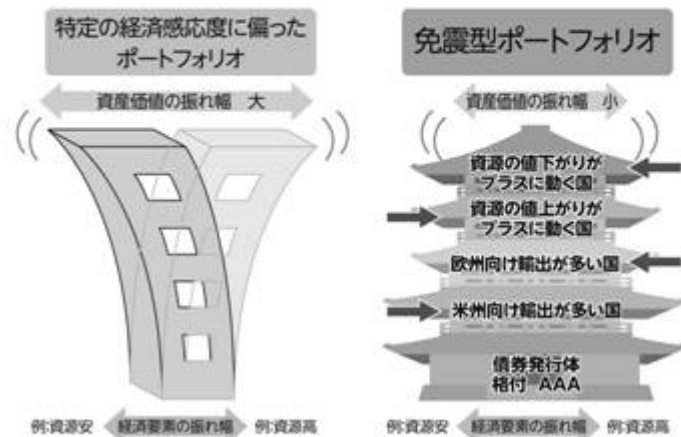 特定の経済感応度に偏った
ポートフォリオ
資産価値の振れ幅 大
例:資源安
経済要素の振れ幅
例:資源高
免震型ポートフォリオ
資産価値の振れ幅 小
資源の値下がりが
プラスに動く国
資源の値上がりが
プラスに動く国
欧州向け輸出が多い国
米州向け輸出が多い国
債券発行体
格付 AAA
例:資源安
経済要素の振れ幅
例:資源高